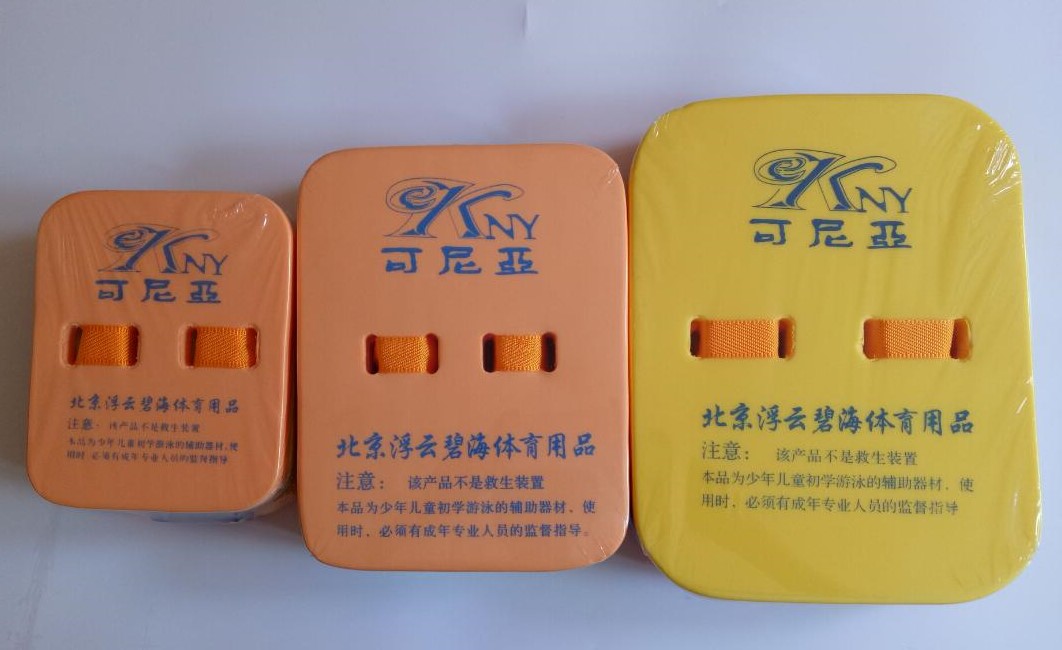 KNY
可尼亞
北京浮云碧海体育用品
注意： 该产品不是救生装置
本品为少年儿童初学游泳的辅助器材，使
用时，必须有成年专业人员的监督指导
KNY
可尼亞
北京浮云碧海体育用品
注意： 该产品不是救生装置
本品为少年儿童初学游泳的辅助器材，使
用时，必须有成年专业人员的监督指导。
KNY
可尼亞
北京浮云碧海体育用品
注意： 该产品不是救生装置
本品为少年儿童初学游泳的辅助器材，使
用时，必须有成年专业人员的监督指导